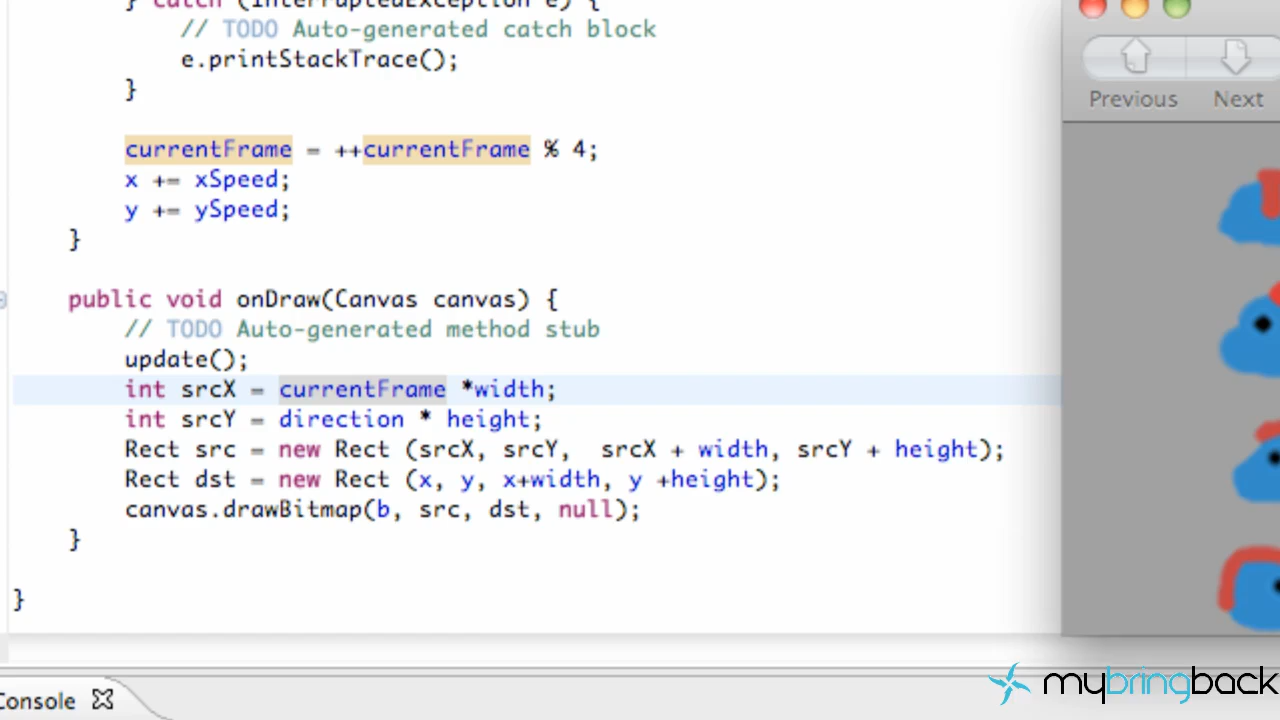 } catch (InterruptedException e) {
// TODO Auto-generated catch block
e.printStackTrace();
}
currentFrame = ++currentFrame % 4;
x += xSpeed;
y += ySpeed;
}
public void onDraw(Canvas canvas) {
// TODO Auto-generated method stub
update();
int srcX = currentFrame *width;
int srcY = direction * height;
Rect src = new Rect (srcX, srcY,  srcX + width, srcY + height);
Rect dst = new Rect (x, y, x+width, y +height);
canvas.drawBitmap(b, src, dst, null);
}
}
Previous Next
Console
mybringback